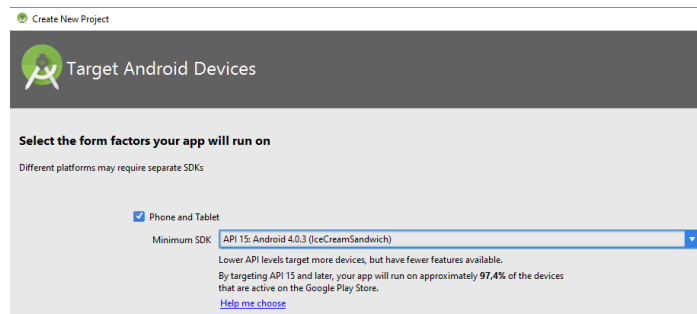 Create New Project
Target Android Devices
Select the form factors your app will run on
Different platforms may require separate SDKs
Phone and Tablet
Minimum SDK API 15: Android 4.0.3 (IceCreamSandwich)
Lower API levels target more devices, but have fewer features available.
By targeting API 15 and later, your app will run on approximately 97,4% of the devices
that are active on the Google Play Store.
Help me choose